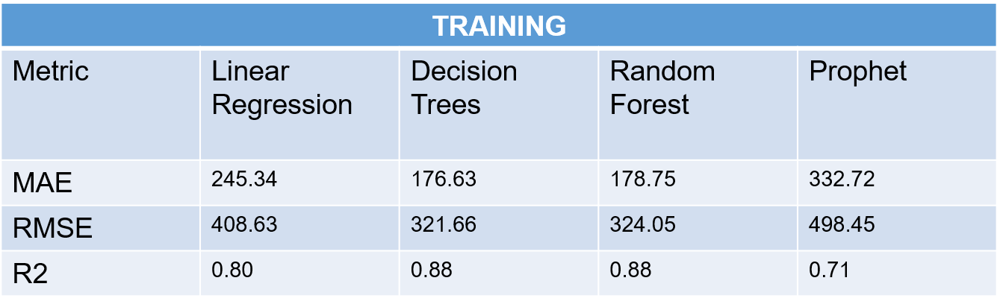 TRAINING
Metric Linear Regression Decision Trees Random Forest Prophet
MAE 245.34 176.63 178.75 332.72
RMSE 408.63 321.66 324.05 498.45
R2 0.80 0.88 0.88 0.71